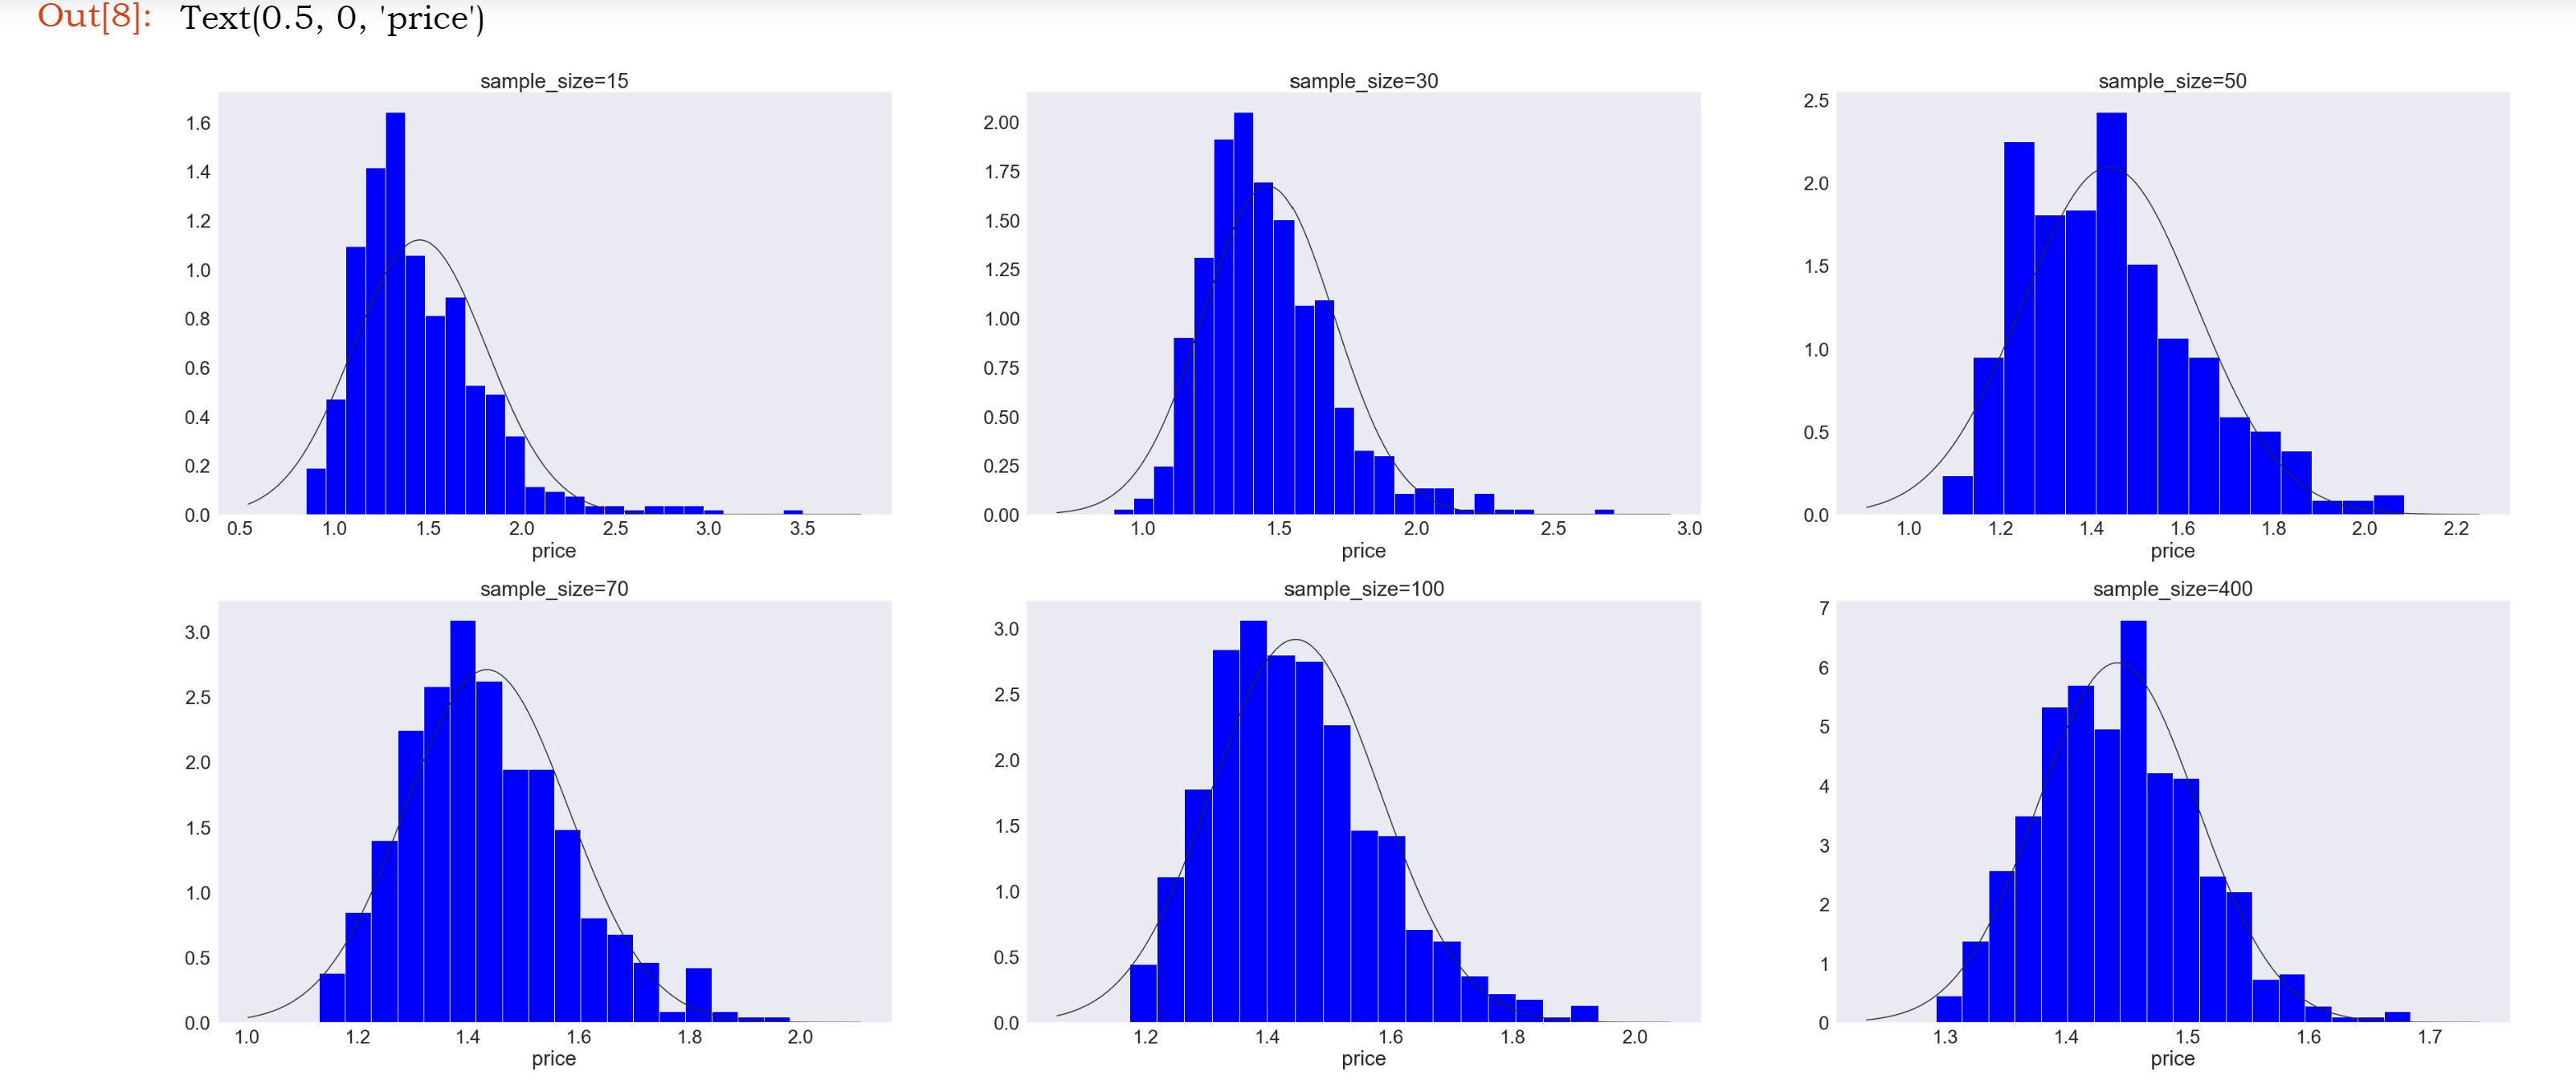 Out[8]: Text(0.5, 0, 'price')
sample_size=15
1.6
1.4
1.2
1.0
0.8
0.6
0.4
0.2
0.0
0.5 1.0 1.5 2.0 2.5 3.0 3.5
price
sample_size=30
2.00
1.75
1.50
1.25
1.00
0.75
0.50
0.25
0.00
1.0 1.5 2.0 2.5 3.0
price
sample_size=50
2.5
2.0
1.5
1.0
0.5
0.0
1.0 1.2 1.4 1.6 1.8 2.0 2.2
price
sample_size=70
3.0
2.5
2.0
1.5
1.0
0.5
0.0
1.0 1.2 1.4 1.6 1.8 2.0
price
sample_size=100
3.0
2.5
2.0
1.5
1.0
0.5
0.0
1.2 1.4 1.6 1.8 2.0
price
sample_size=400
7
6
5
4
3
2
1
0
1.3 1.4 1.5 1.6 1.7
price